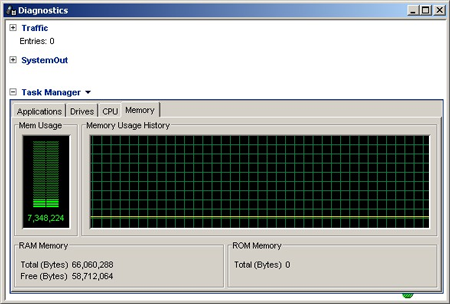 Diagnostics
Traffic
Entries: 0
SystemOut
Task Manager
Applications Drives CPU Memory
Mem Usage Memory Usage History
7,348,224
RAM Memory ROM Memory
Total (Bytes) 66,060,288 Total (Bytes) 0
Free (Bytes) 58,712,064